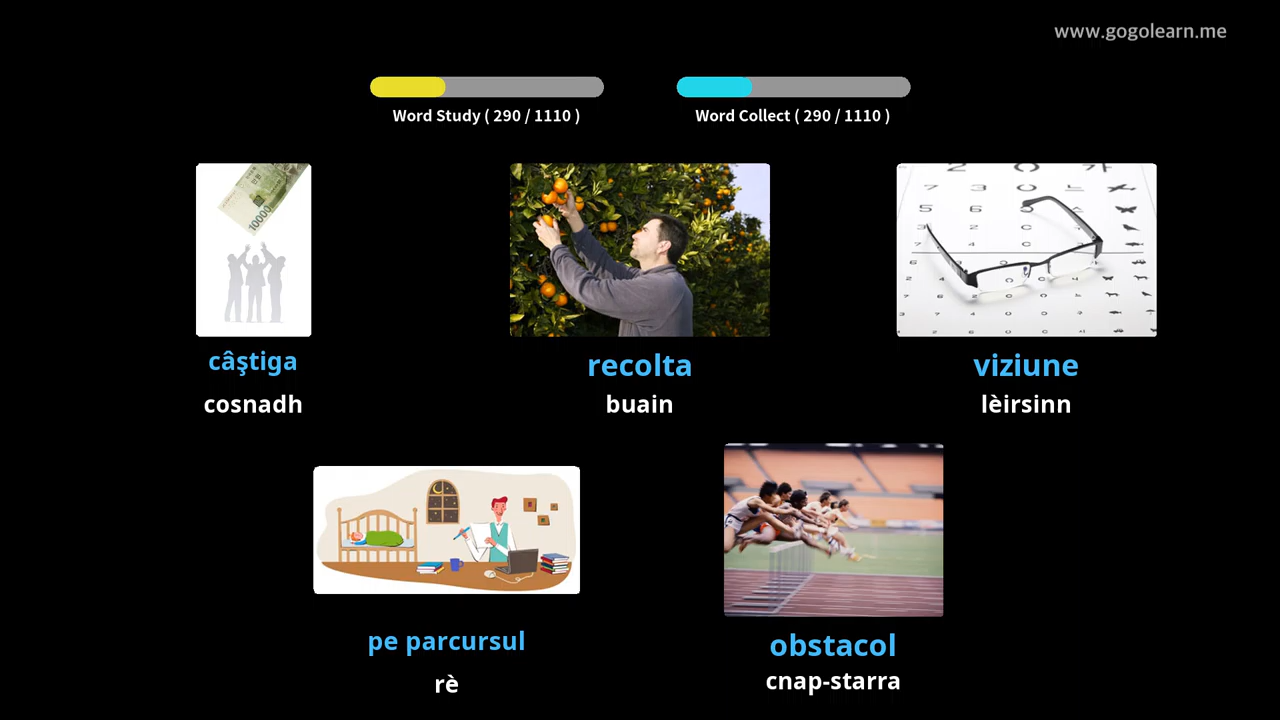 www.gogolearn.me
Word Study ( 290 / 1110 )
Word Collect ( 290 / 1110 )
10000
câştiga
recolta
viziune
cosnadh
buain
lèirsinn
pe parcursul
obstacol
rè
cnap-starra